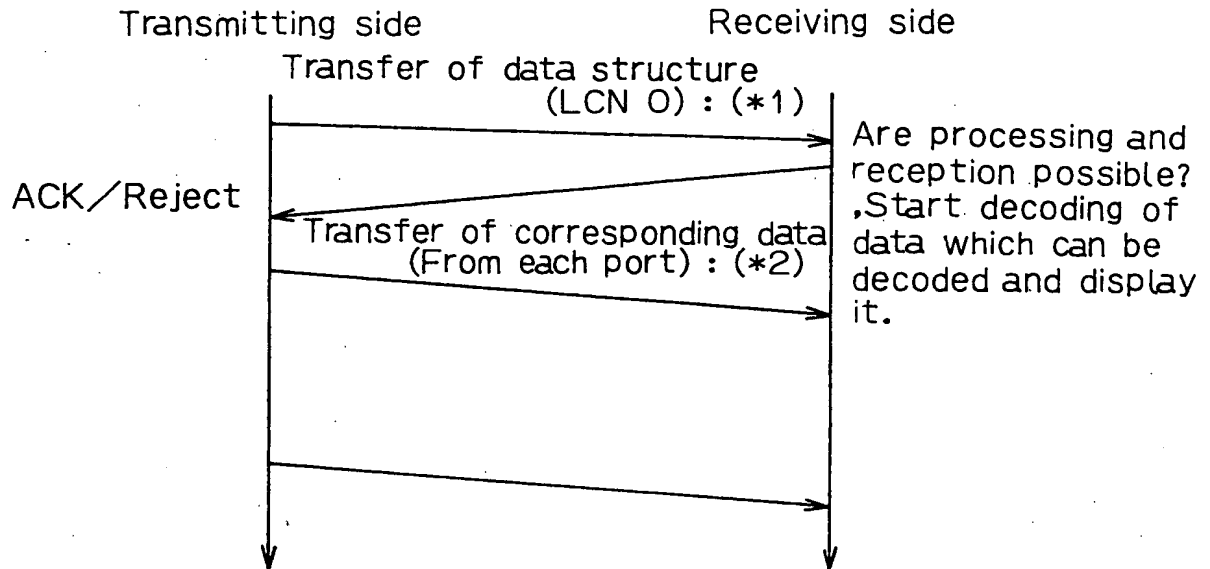 Transmitting side
Receiving side
Transfer of data structure
(LCN 0) : (*1)
Are processing and
reception possible?
,Start decoding of
data which can be
decoded and display
it.
ACK/Reject
Transfer of corresponding data
(From each port) : (*2)